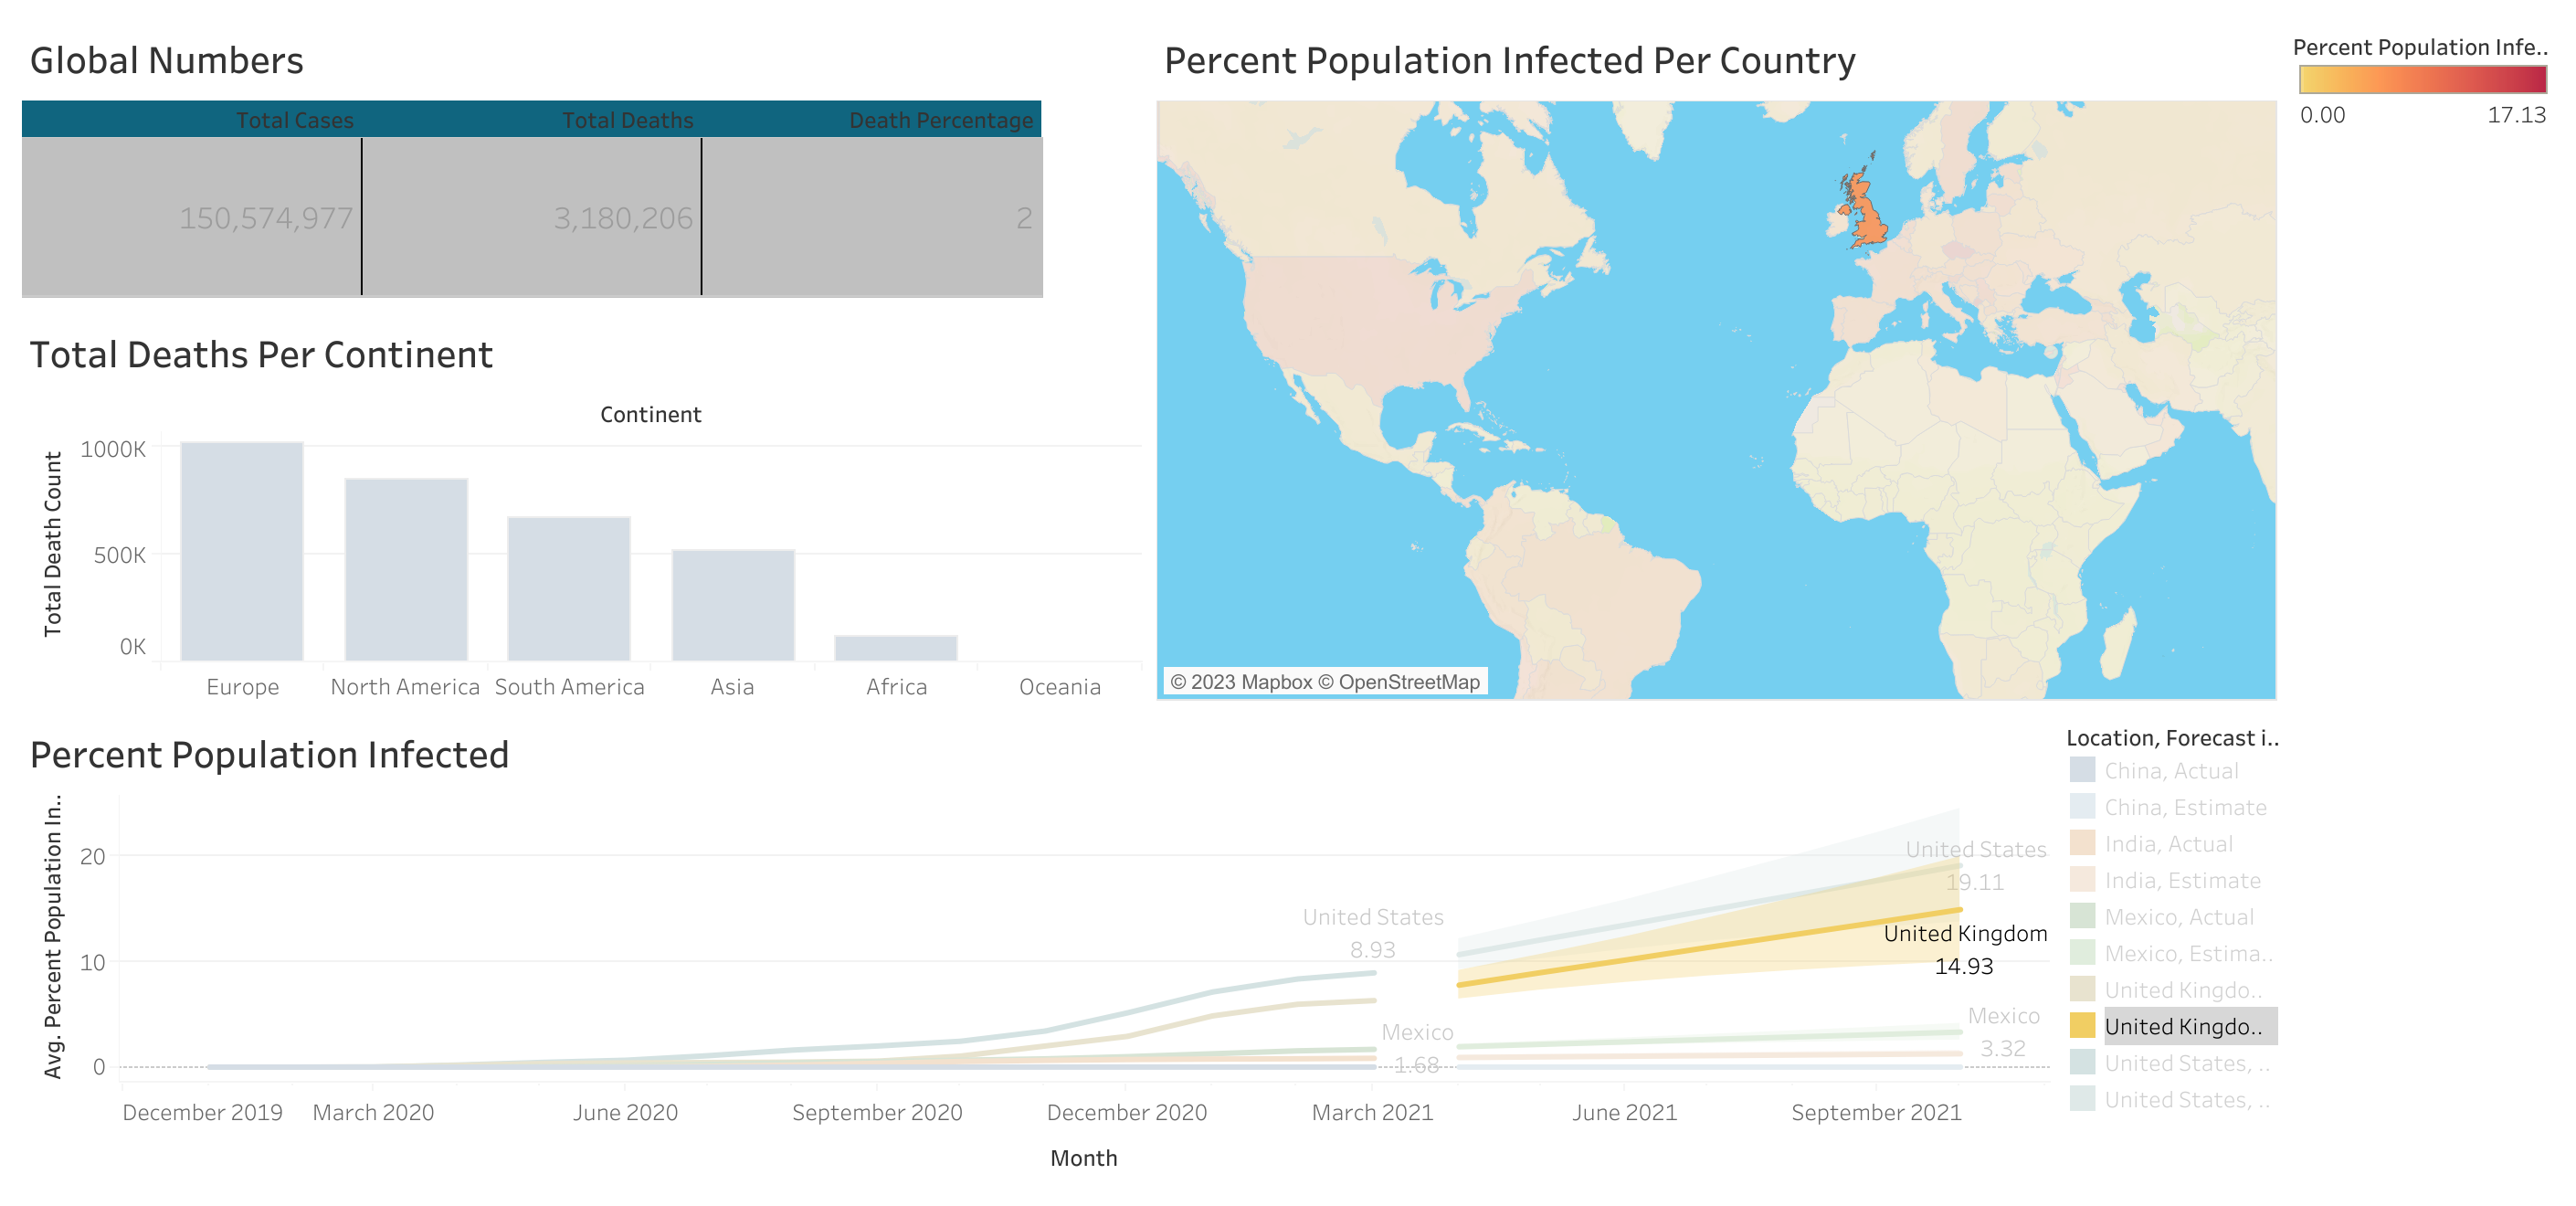 Global Numbers
Total Cases Total Deaths Death Percentage
150,574,977 3,180,206 2
Percent Population Infected Per Country
© 2023 Mapbox © OpenStreetMap
Percent Population Infe..
0.00 17.13
Total Deaths Per Continent
Continent
Total Death Count
1000K
500K
0K
Europe North America South America Asia Africa Oceania
Percent Population Infected
Avg. Percent Population In..
20
10
0
United States
8.93
Mexico
1.68
United States
19.11
United Kingdom
14.93
Mexico
3.32
December 2019 March 2020 June 2020 September 2020 December 2020 March 2021 June 2021 September 2021
Month
Location, Forecast i..
China, Actual
China, Estimate
India, Actual
India, Estimate
Mexico, Actual
Mexico, Estima..
United Kingdo..
United Kingdo..
United States, ..
United States, ..